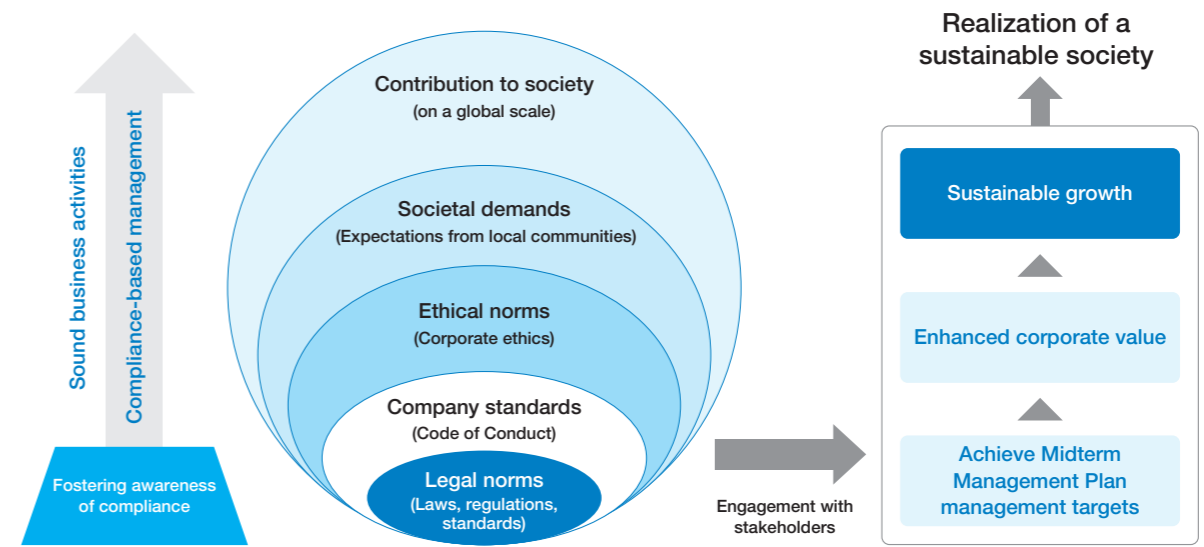 Sound business activities
Compliance-based management
Fostering awareness
of compliance
Contribution to society
(on a global scale)
Societal demands
(Expectations from local communities)
Ethical norms
(Corporate ethics)
Company standards
(Code of Conduct)
Legal norms
(Laws, regulations,
standards)
Engagement with
stakeholders
Realization of a
sustainable society
Sustainable growth
Enhanced corporate value
Achieve Midterm
Management Plan
management targets